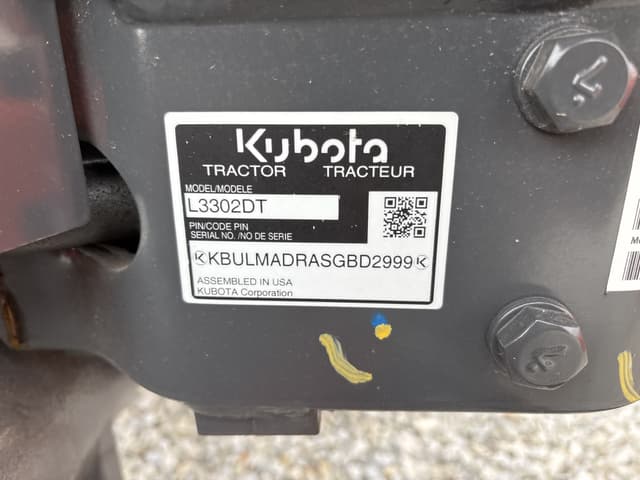 Kubota
TRACTOR TRACTEUR
MODEL/MODELE
L3302DT
PIN/CODE PIN
SERIAL NO. /NO DE SERIE
KBULMADRASGBD2999
ASSEMBLED IN USA
KUBOTA Corporation